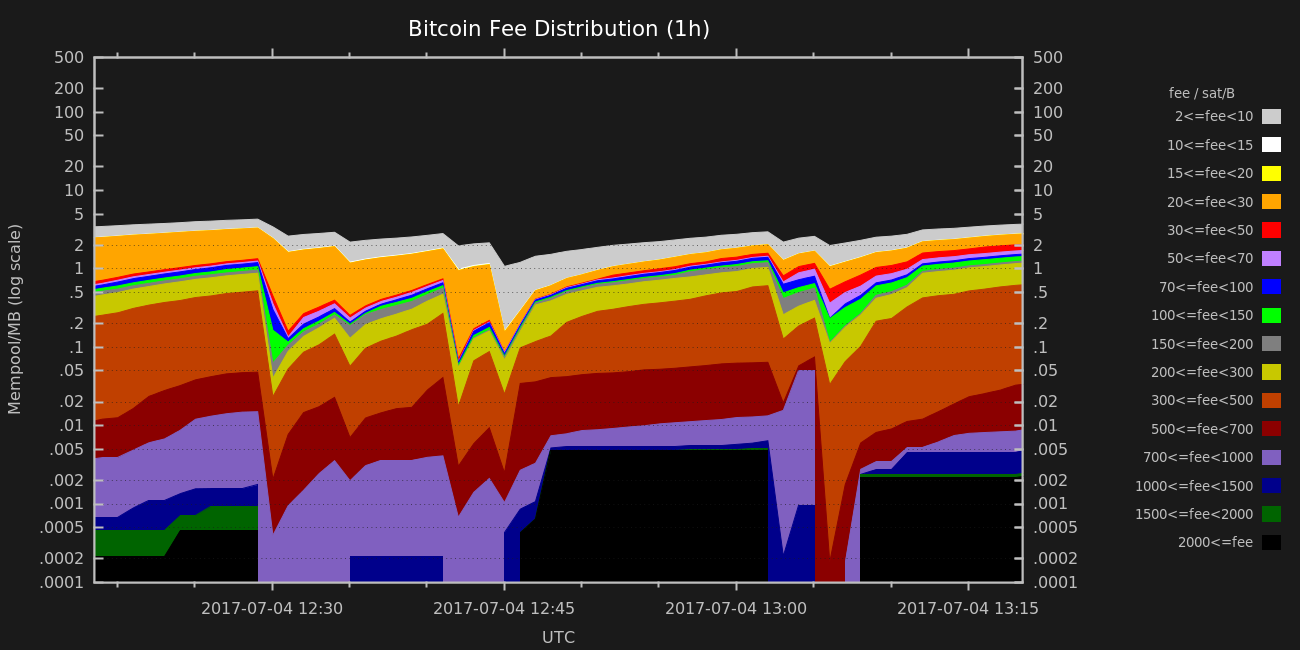 Bitcoin Fee Distribution (1h)
Mempool/MB (log scale)
500
200
100
50
20
10
5
2
1
.5
.2
.1
.05
.02
.01
.005
.002
.001
.0005
.0002
.0001
500
200
100
50
20
10
5
2
1
.5
.2
.1
.05
.02
.01
.005
.002
.001
.0005
.0002
.0001
fee / sat/B
2<=fee<10
10<=fee<15
15<=fee<20
20<=fee<30
30<=fee<50
50<=fee<70
70<=fee<100
100<=fee<150
150<=fee<200
200<=fee<300
300<=fee<500
500<=fee<700
700<=fee<1000
1000<=fee<1500
1500<=fee<2000
2000<=fee
2017-07-04 12:30 2017-07-04 12:45 2017-07-04 13:00 2017-07-04 13:15
UTC